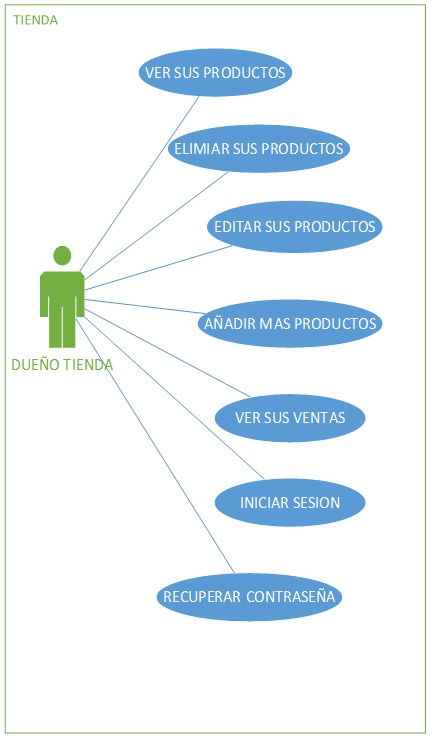 TIENDA
VER SUS PRODUCTOS
ELIMIAR SUS PRODUCTOS
EDITAR SUS PRODUCTOS
AÑADIR MAS PRODUCTOS
DUEÑO TIENDA
VER SUS VENTAS
INICIAR SESION
RECUPERAR CONTRASEÑA